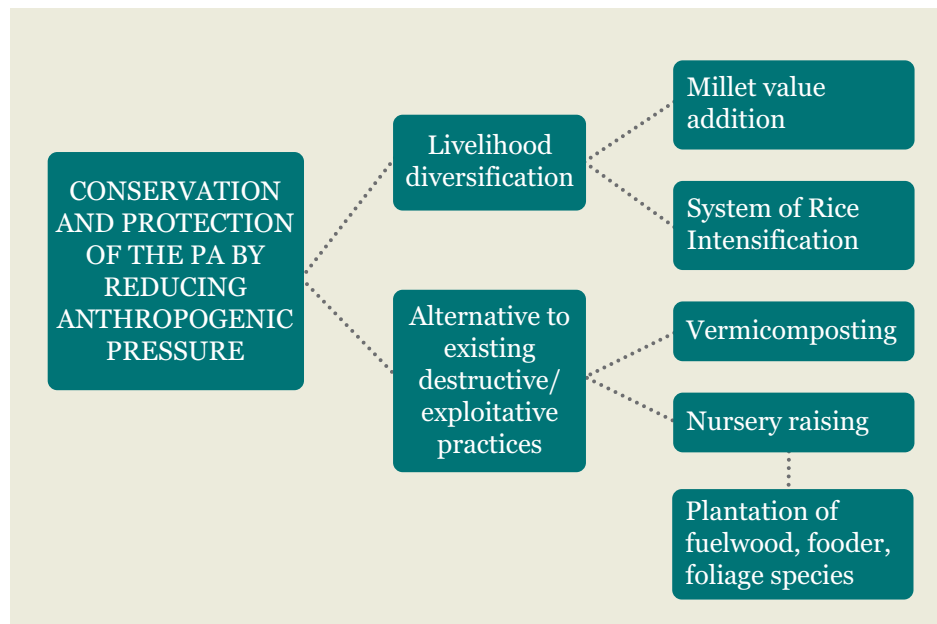 CONSERVATION
AND PROTECTION
OF THE PA BY
REDUCING
ANTHROPOGENIC
PRESSURE
Livelihood
diversification
Millet value
addition
System of Rice
Intensification
Alternative to
existing
destructive/
exploitative
practices
Vermicomposting
Nursery raising
Plantation of
fuelwood, fooder,
foliage species